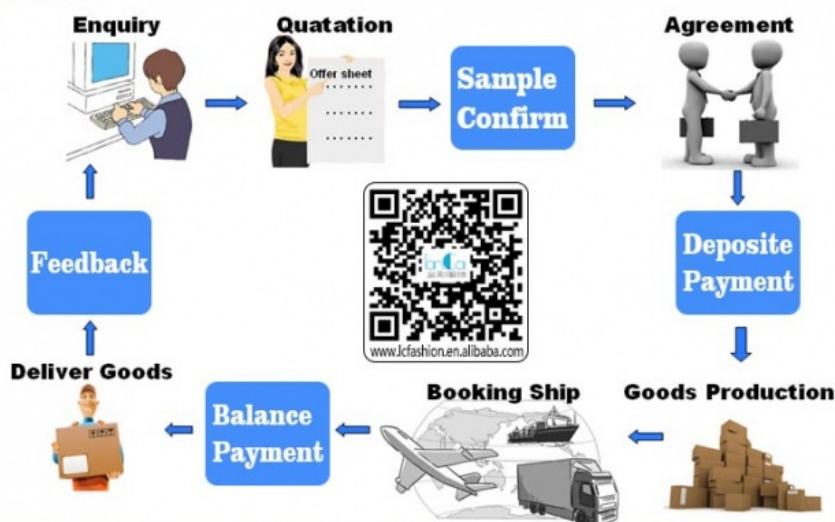 Enquiry
Quatation
Agreement
Offer sheet
Sample
Confirm
Feedback
Deposite
Payment
www.lcfashion.en.alibaba.com
Deliver Goods
Balance
Payment
Booking Ship
Goods Production